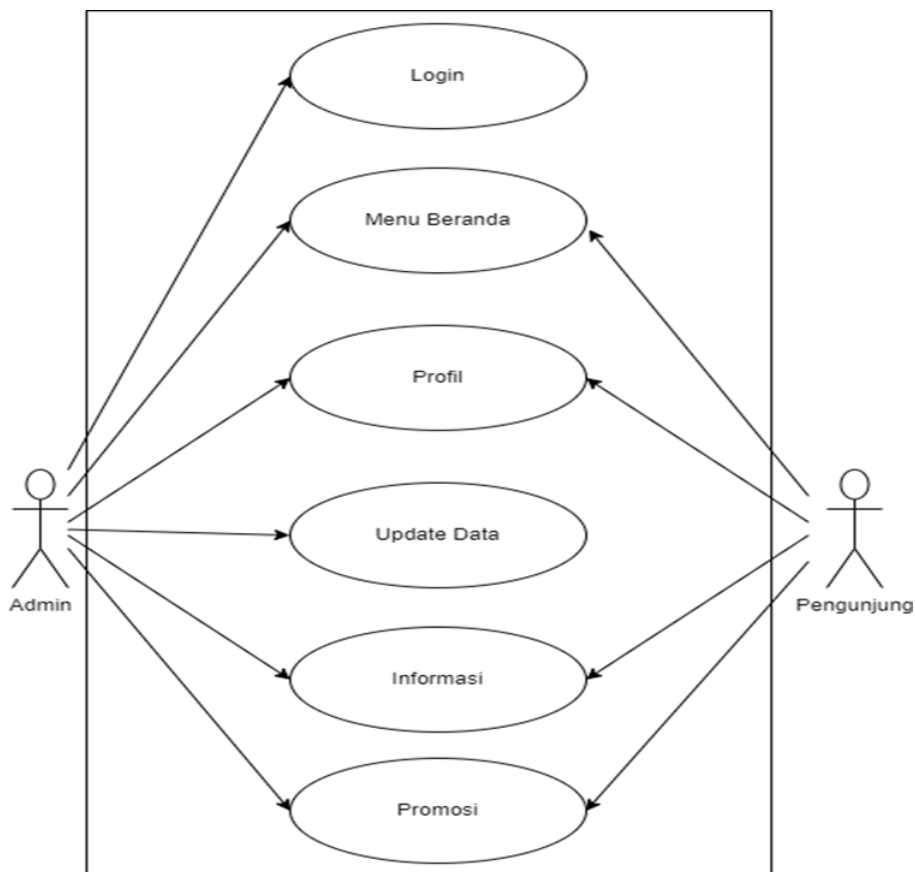 Login
Menu Beranda
Profil
Update Data
Admin
Pengunjung
Informasi
Promosi